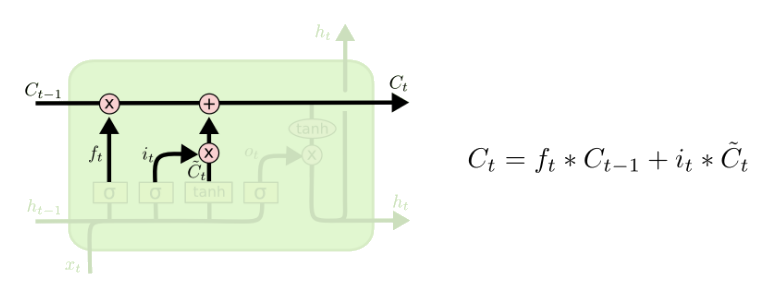 h_t
C_{t-1} C_t
x +
tanh
f_t i_t x o_t x
C̃_t
σ σ tanh σ
h_{t-1} h_t
x_t
C_t = f_t * C_{t-1} + i_t * C̃_t